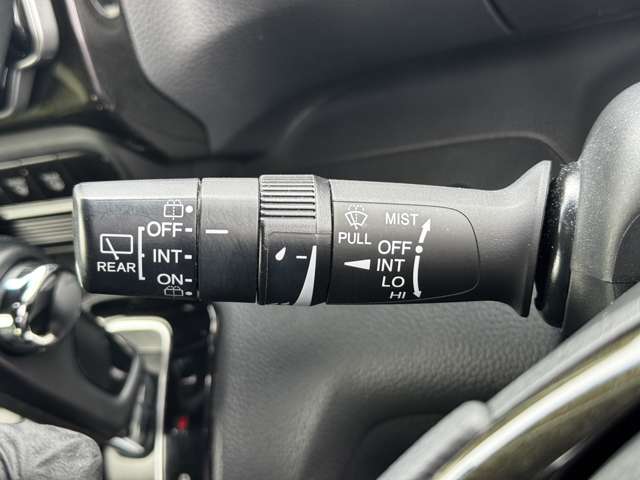 REAR
OFF
INT
ON
PULL
MIST
OFF
INT
LO
HI